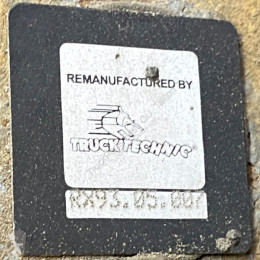 REMANUFACTURED BY
TRUCKTECHNIC
RX93.05.007